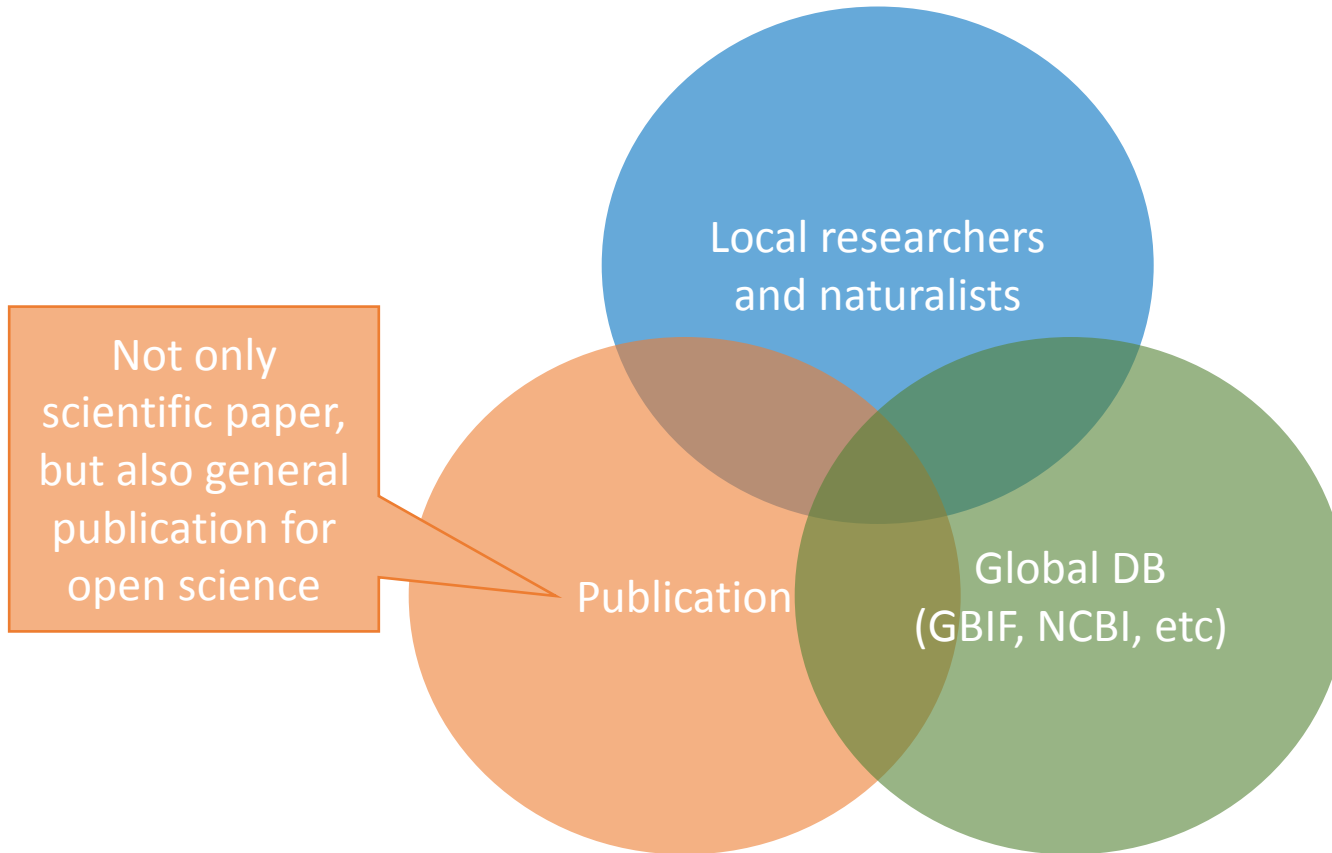 Local researchers
and naturalists
Not only
scientific paper,
but also general
publication for
open science
Publication
Global DB
(GBIF, NCBI, etc)